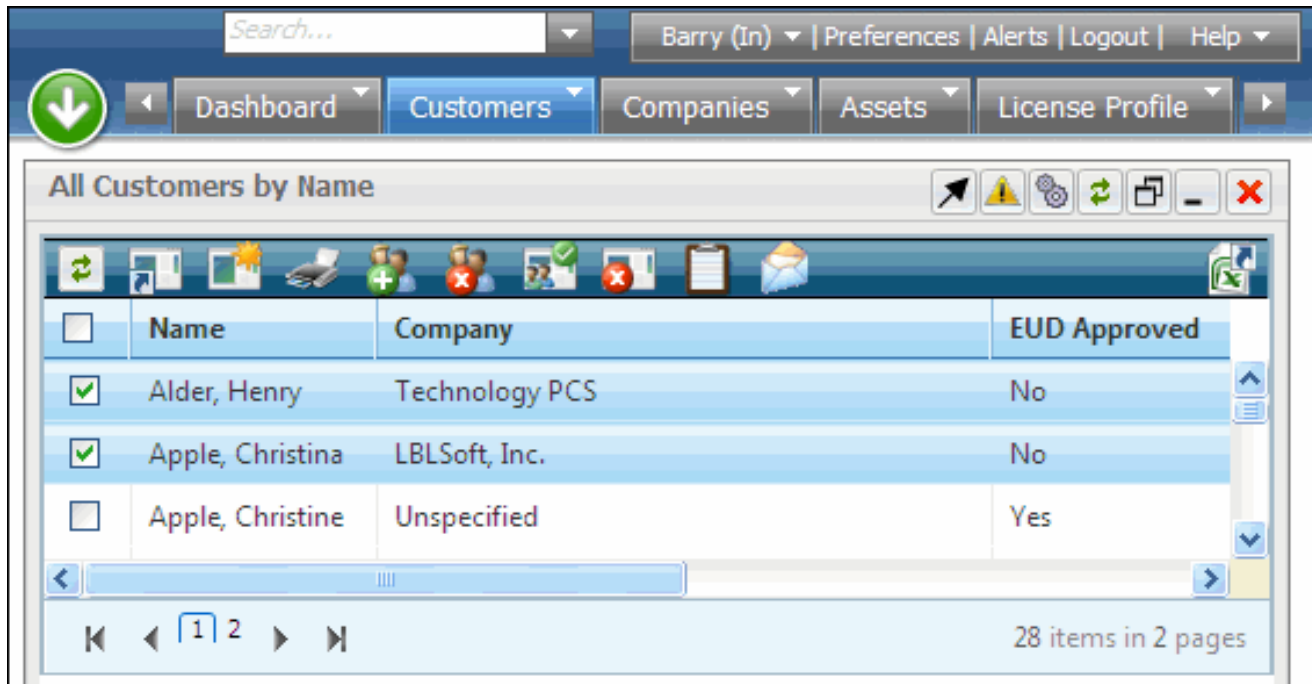 Search...
Barry (In) | Preferences | Alerts | Logout | Help
Dashboard Customers Companies Assets License Profile
All Customers by Name
Name Company EUD Approved
Alder, Henry Technology PCS No
Apple, Christina LBLSoft, Inc. No
Apple, Christine Unspecified Yes
1 2 28 items in 2 pages